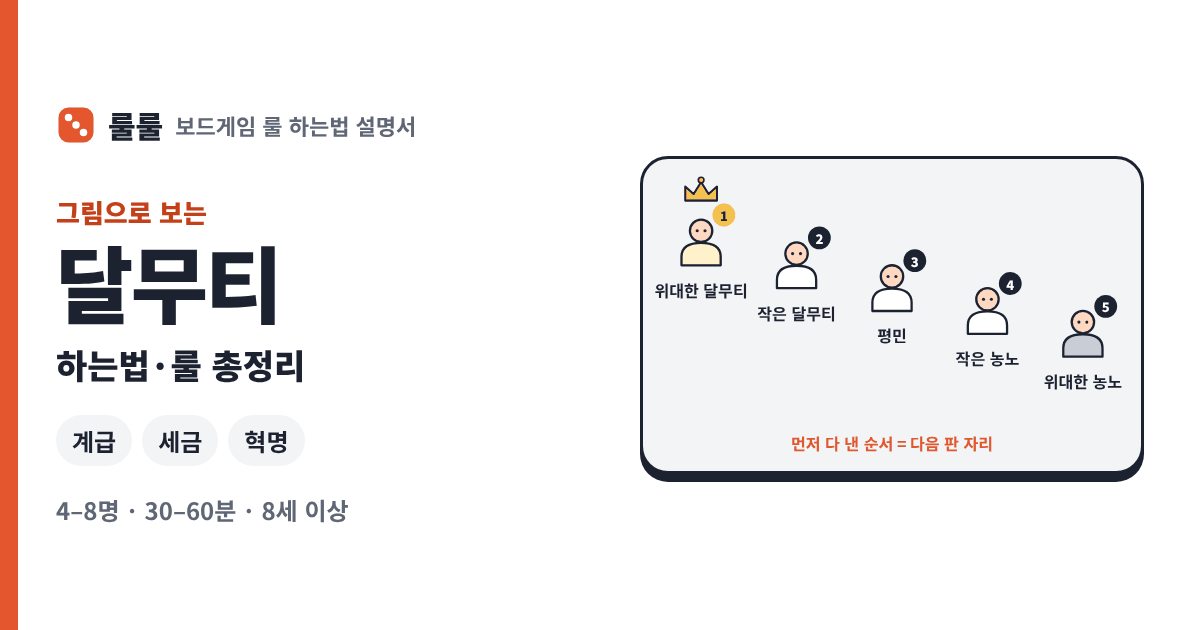 룰룰 보드게임 룰 하는법 설명서
그림으로 보는
달무티
하는법·룰 총정리
계급 세금 혁명
4–8명 · 30–60분 · 8세 이상
1
위대한 달무티
2
작은 달무티
3
평민
4
작은 농노
5
위대한 농노
먼저 다 낸 순서 = 다음 판 자리